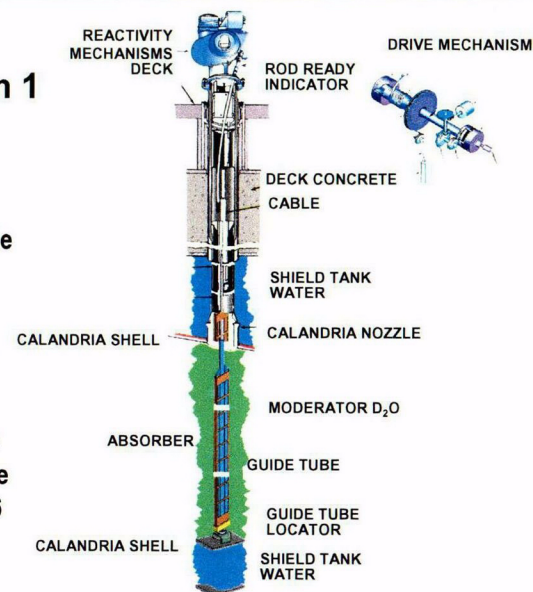 REACTIVITY
MECHANISMS
DECK
DRIVE MECHANISM
n 1
ROD READY
INDICATOR
DECK CONCRETE
CABLE
e
SHIELD TANK
WATER
CALANDRIA SHELL
CALANDRIA NOZZLE
MODERATOR D₂O
ABSORBER
GUIDE TUBE
e
GUIDE TUBE
LOCATOR
CALANDRIA SHELL
SHIELD TANK
WATER